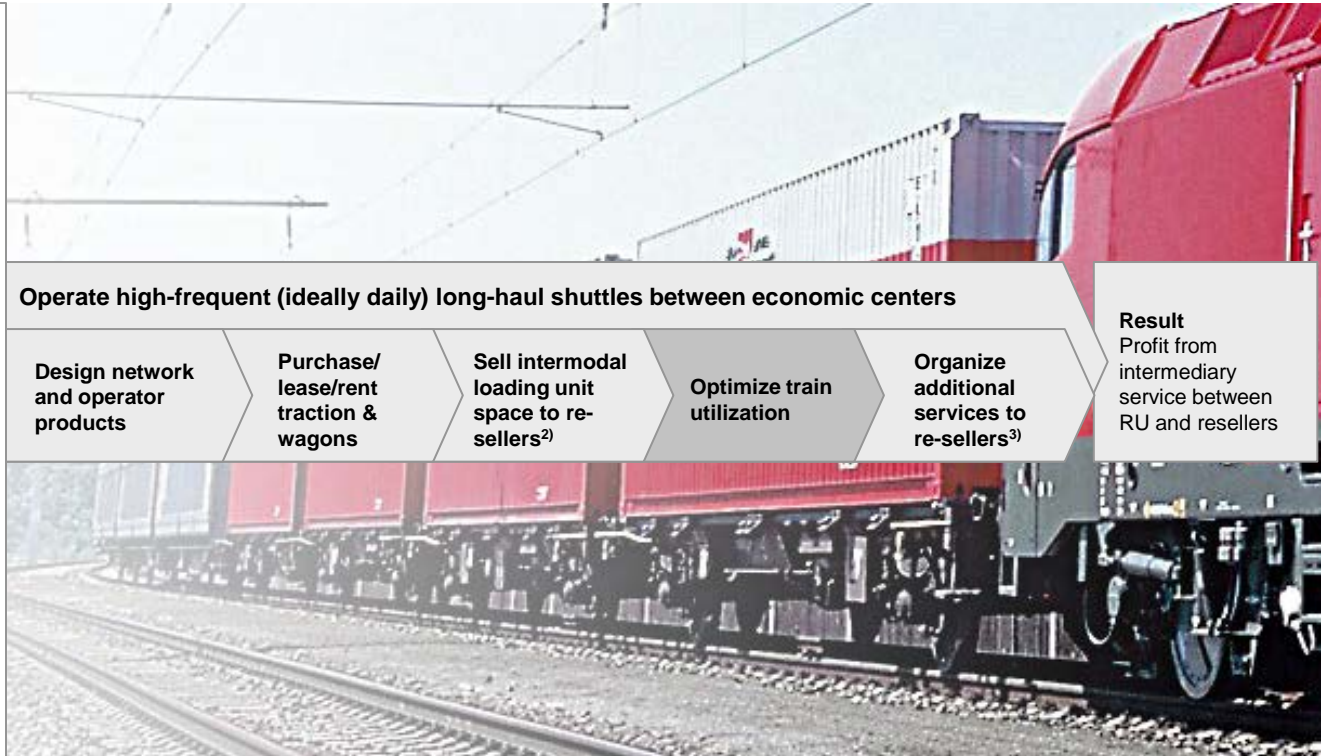 Operate high-frequent (ideally daily) long-haul shuttles between economic centers
Design network
and operator
products
Purchase/
lease/rent
traction &
wagons
Sell intermodal
loading unit
space to re-
sellers2)
Optimize train
utilization
Organize
additional
services to
re-sellers3)
Result
Profit from
intermediary
service between
RU and resellers